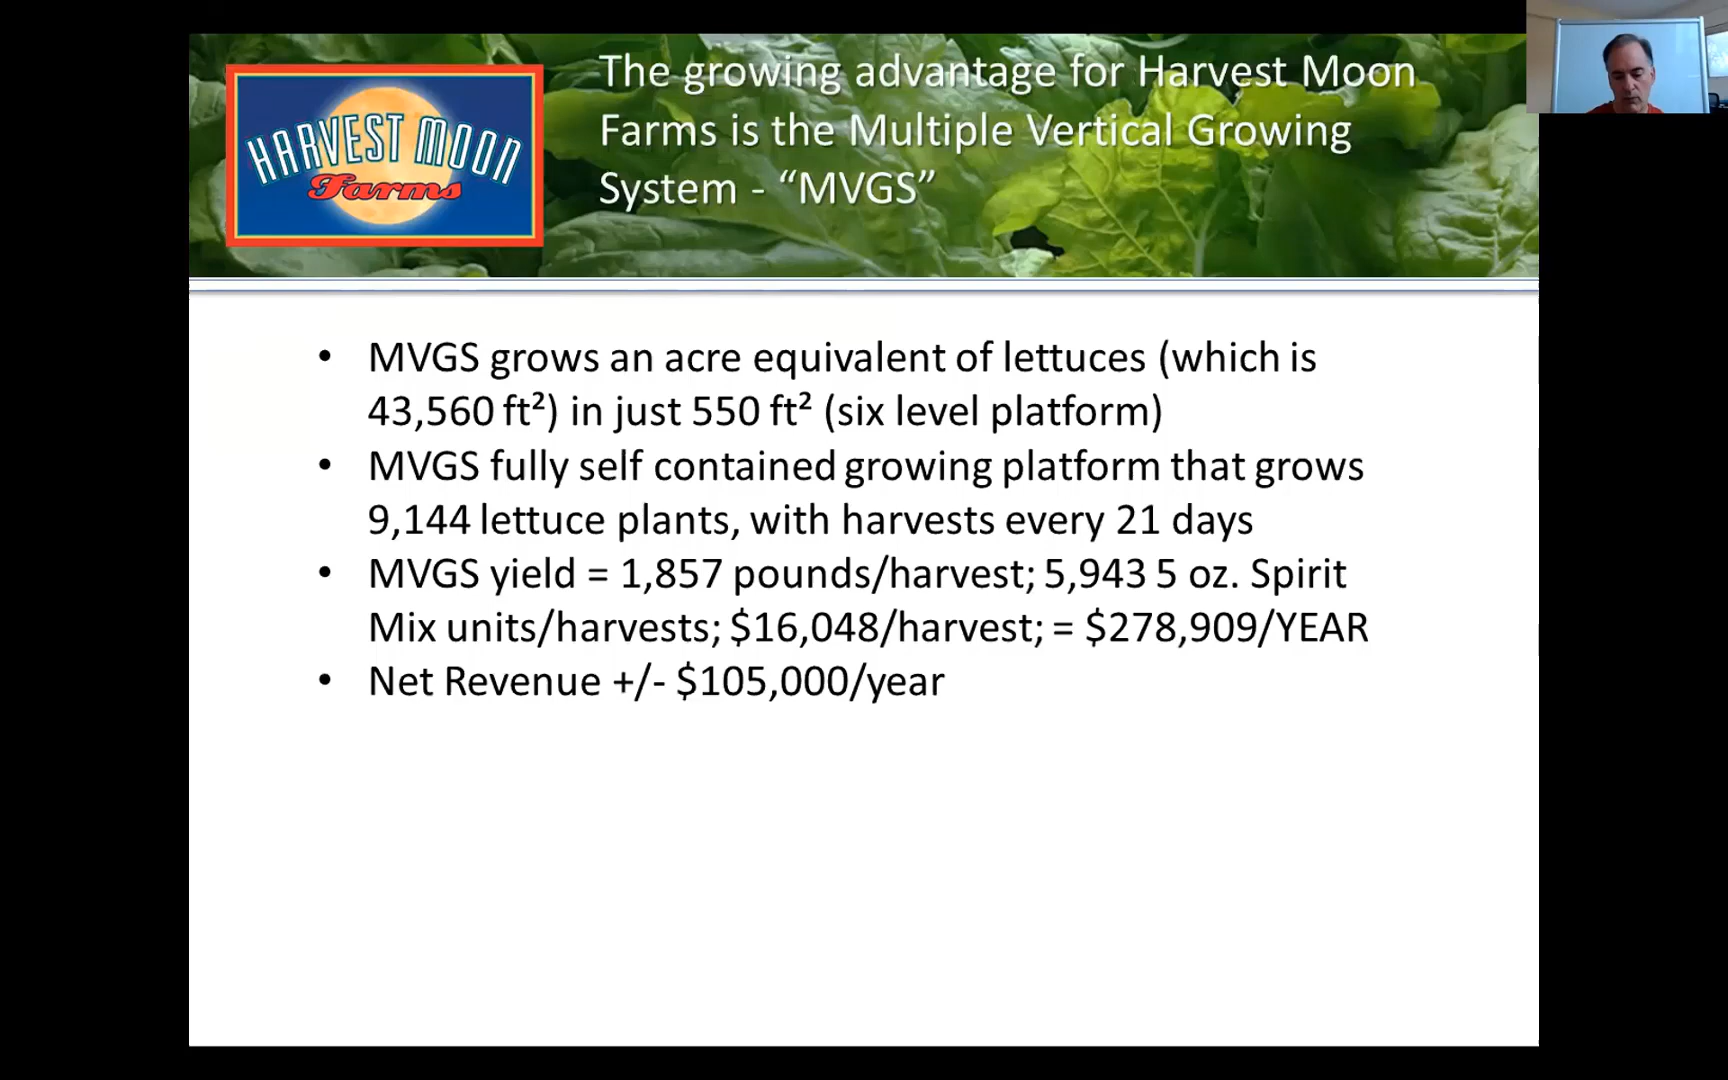 HARVEST MOON
Farms
The growing advantage for Harvest Moon
Farms is the Multiple Vertical Growing
System - “MVGS”
• MVGS grows an acre equivalent of lettuces (which is
43,560 ft²) in just 550 ft² (six level platform)
• MVGS fully self contained growing platform that grows
9,144 lettuce plants, with harvests every 21 days
• MVGS yield = 1,857 pounds/harvest; 5,943 5 oz. Spirit
Mix units/harvests; $16,048/harvest; = $278,909/YEAR
• Net Revenue +/- $105,000/year